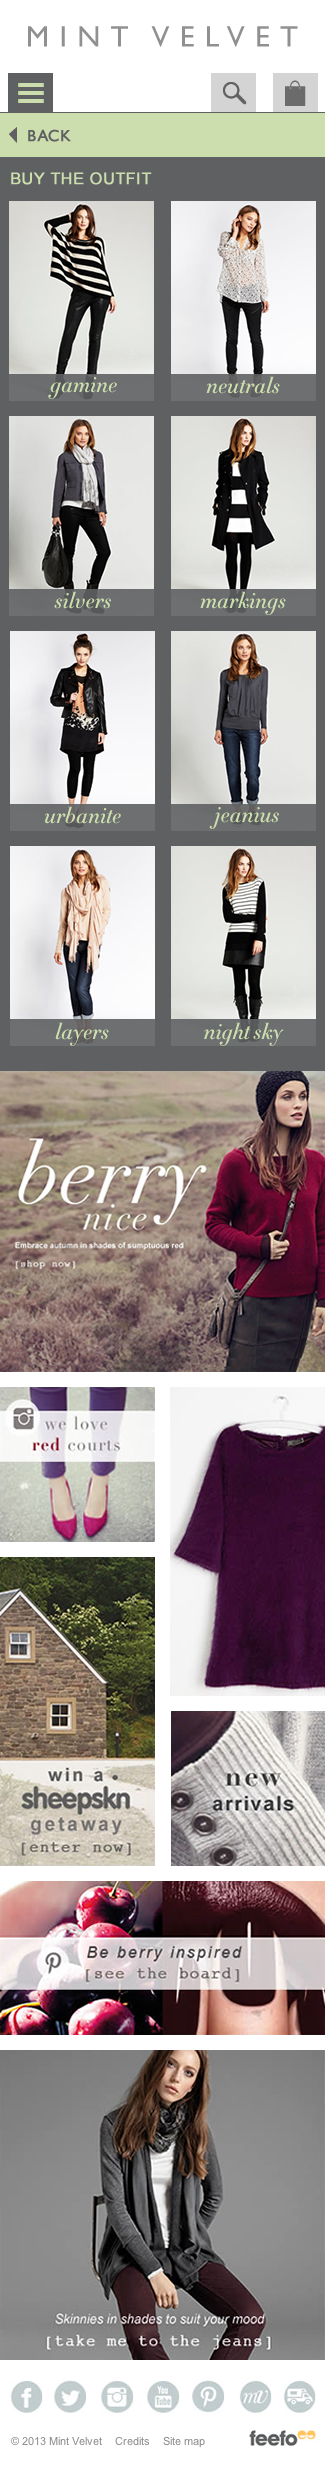 MINT VELVET
BACK
BUY THE OUTFIT
gamine
neutrals
silvers
markings
urbanite
jeanius
layers
night sky
berry
nice
Embrace autumn in shades of sumptuous red
[shop now]
we love
red courts
win a
sheepskn
getaway
[enter now]
new
arrivals
Be berry inspired
[see the board]
Skinnies in shades to suit your mood
[take me to the jeans]
You
Tube
mv
© 2013 Mint Velvet Credits Site map
feefo